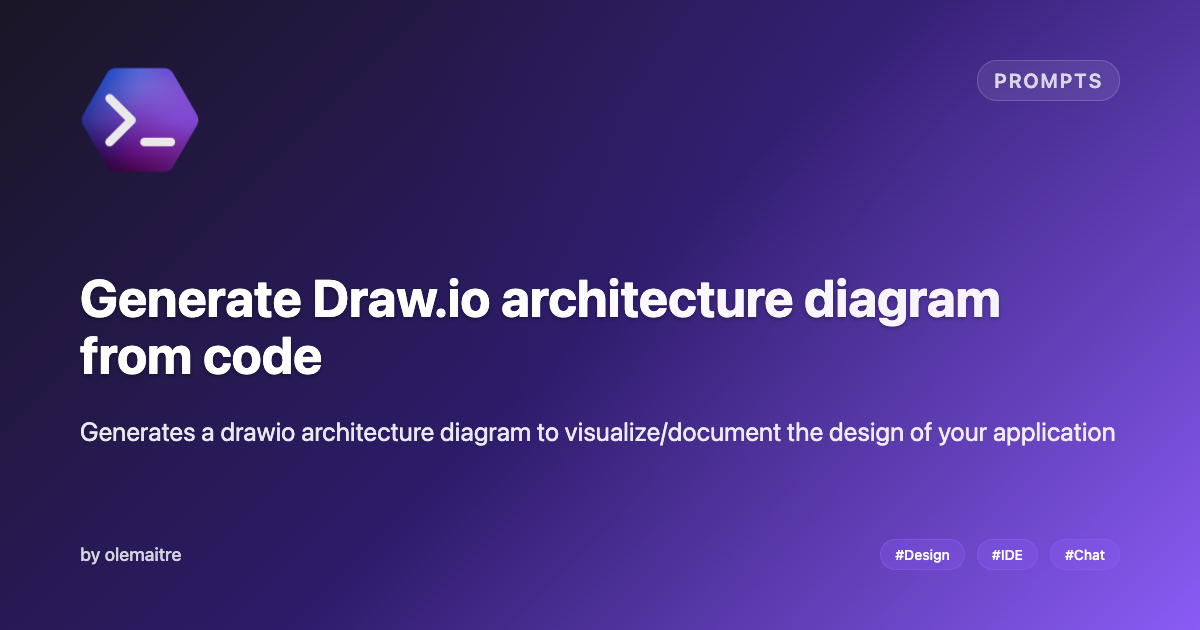 PROMPTS
Generate Draw.io architecture diagram
from code
Generates a drawio architecture diagram to visualize/document the design of your application
by olemaitre
#Design
#IDE
#Chat